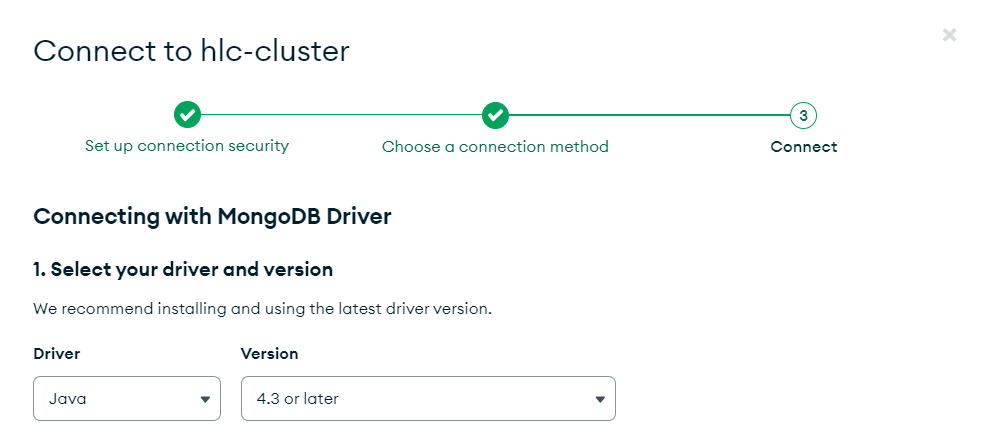 Connect to hlc-cluster
3
Set up connection security
Choose a connection method
Connect
Connecting with MongoDB Driver
1. Select your driver and version
We recommend installing and using the latest driver version.
Driver
Version
Java
4.3 or later